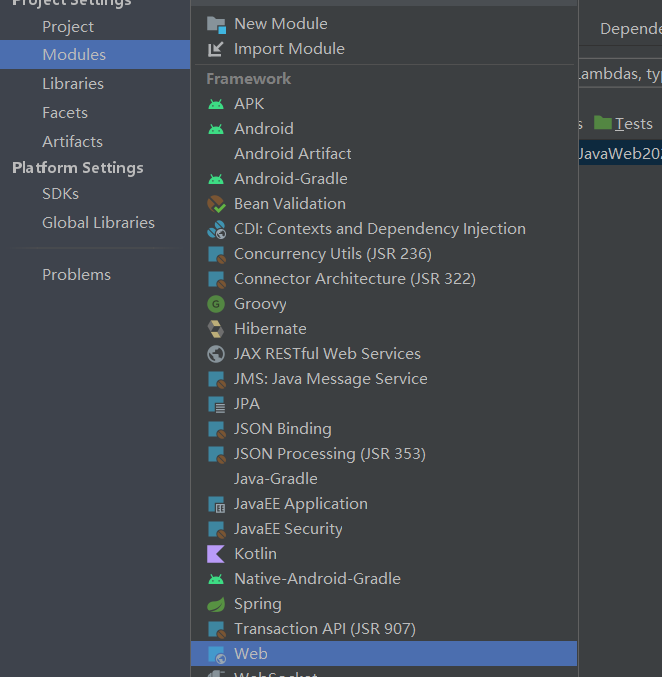 Project Settings
Project
Modules
Libraries
Facets
Artifacts
Platform Settings
SDKs
Global Libraries
Problems
New Module
Import Module
Framework
APK
Android
Android Artifact
Android-Gradle
Bean Validation
CDI: Contexts and Dependency Injection
Concurrency Utils (JSR 236)
Connector Architecture (JSR 322)
Groovy
Hibernate
JAX RESTful Web Services
JMS: Java Message Service
JPA
JSON Binding
JSON Processing (JSR 353)
Java-Gradle
JavaEE Application
JavaEE Security
Kotlin
Native-Android-Gradle
Spring
Transaction API (JSR 907)
Web
WebSocket
Depende
ambdas, typ
s Tests
JavaWeb202